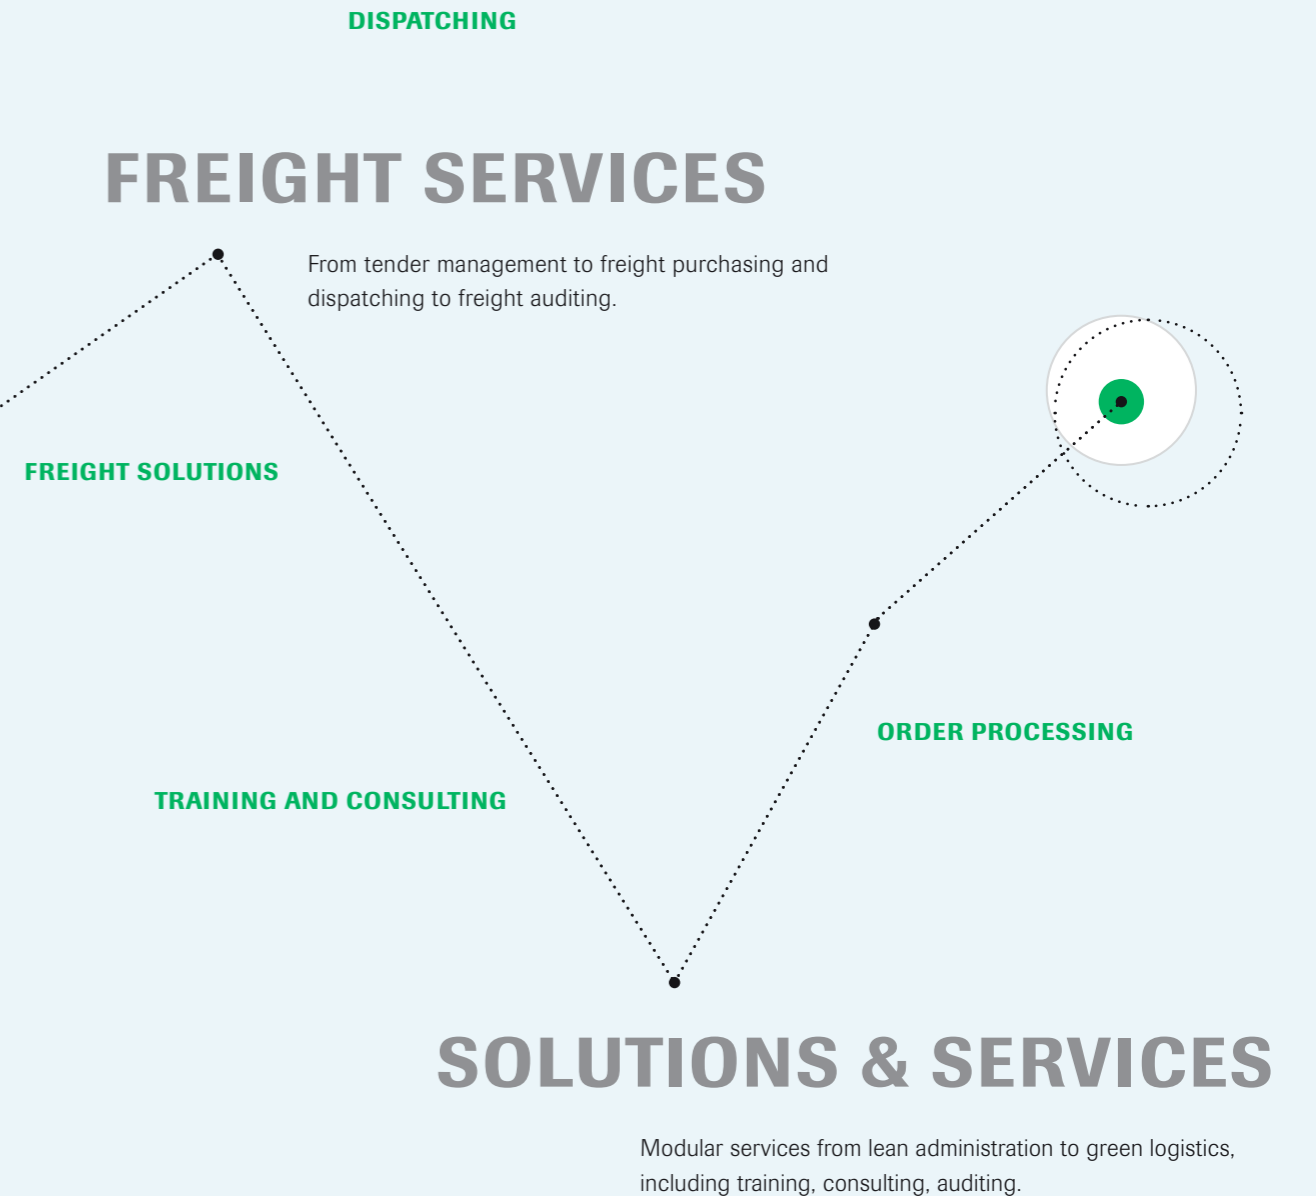 DISPATCHING
FREIGHT SERVICES
From tender management to freight purchasing and
dispatching to freight auditing.
FREIGHT SOLUTIONS
ORDER PROCESSING
TRAINING AND CONSULTING
SOLUTIONS & SERVICES
Modular services from lean administration to green logistics,
including training, consulting, auditing.